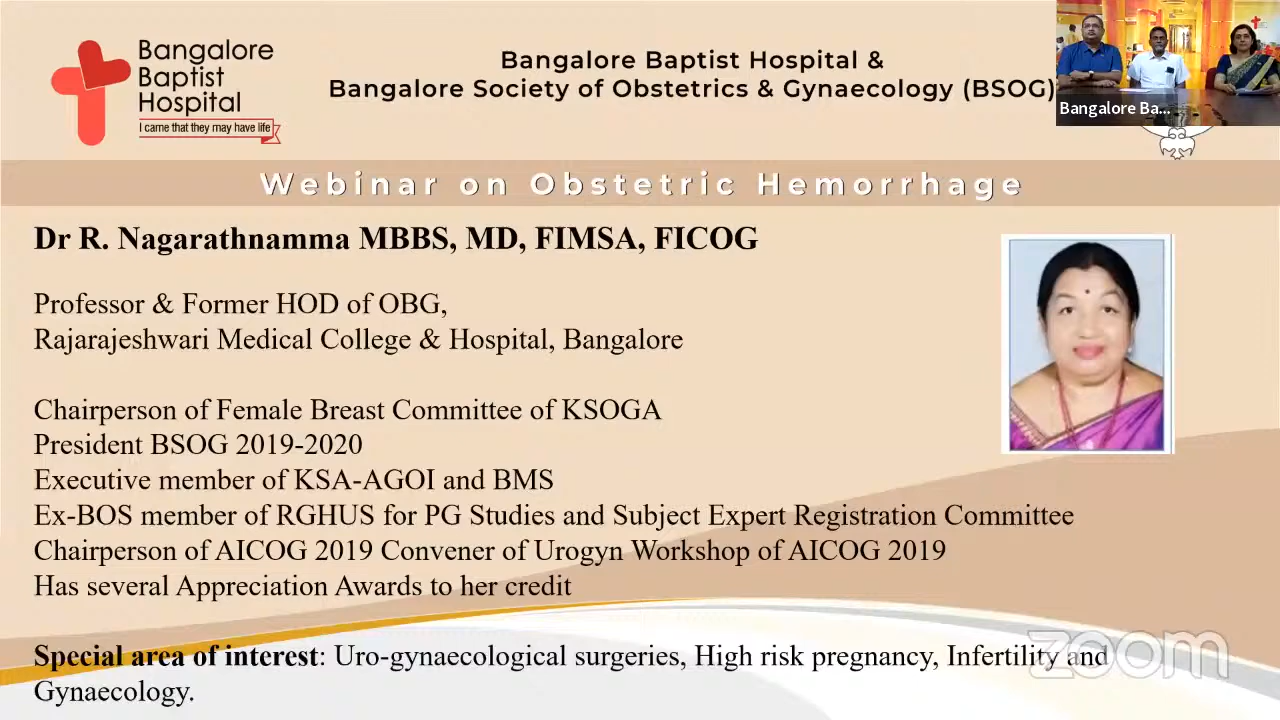 Bangalore
Baptist
Hospital
I came that they may have life
Bangalore Baptist Hospital &
Bangalore Society of Obstetrics & Gynaecology (BSOG)
Bangalore Ba...
Webinar on Obstetric Hemorrhage
Dr R. Nagarathnamma MBBS, MD, FIMSA, FICOG
Professor & Former HOD of OBG,
Rajarajeshwari Medical College & Hospital, Bangalore
Chairperson of Female Breast Committee of KSOGA
President BSOG 2019-2020
Executive member of KSA-AGOI and BMS
Ex-BOS member of RGHUS for PG Studies and Subject Expert Registration Committee
Chairperson of AICOG 2019 Convener of Urogyn Workshop of AICOG 2019
Has several Appreciation Awards to her credit
Special area of interest: Uro-gynaecological surgeries, High risk pregnancy, Infertility and
Gynaecology.
zoom